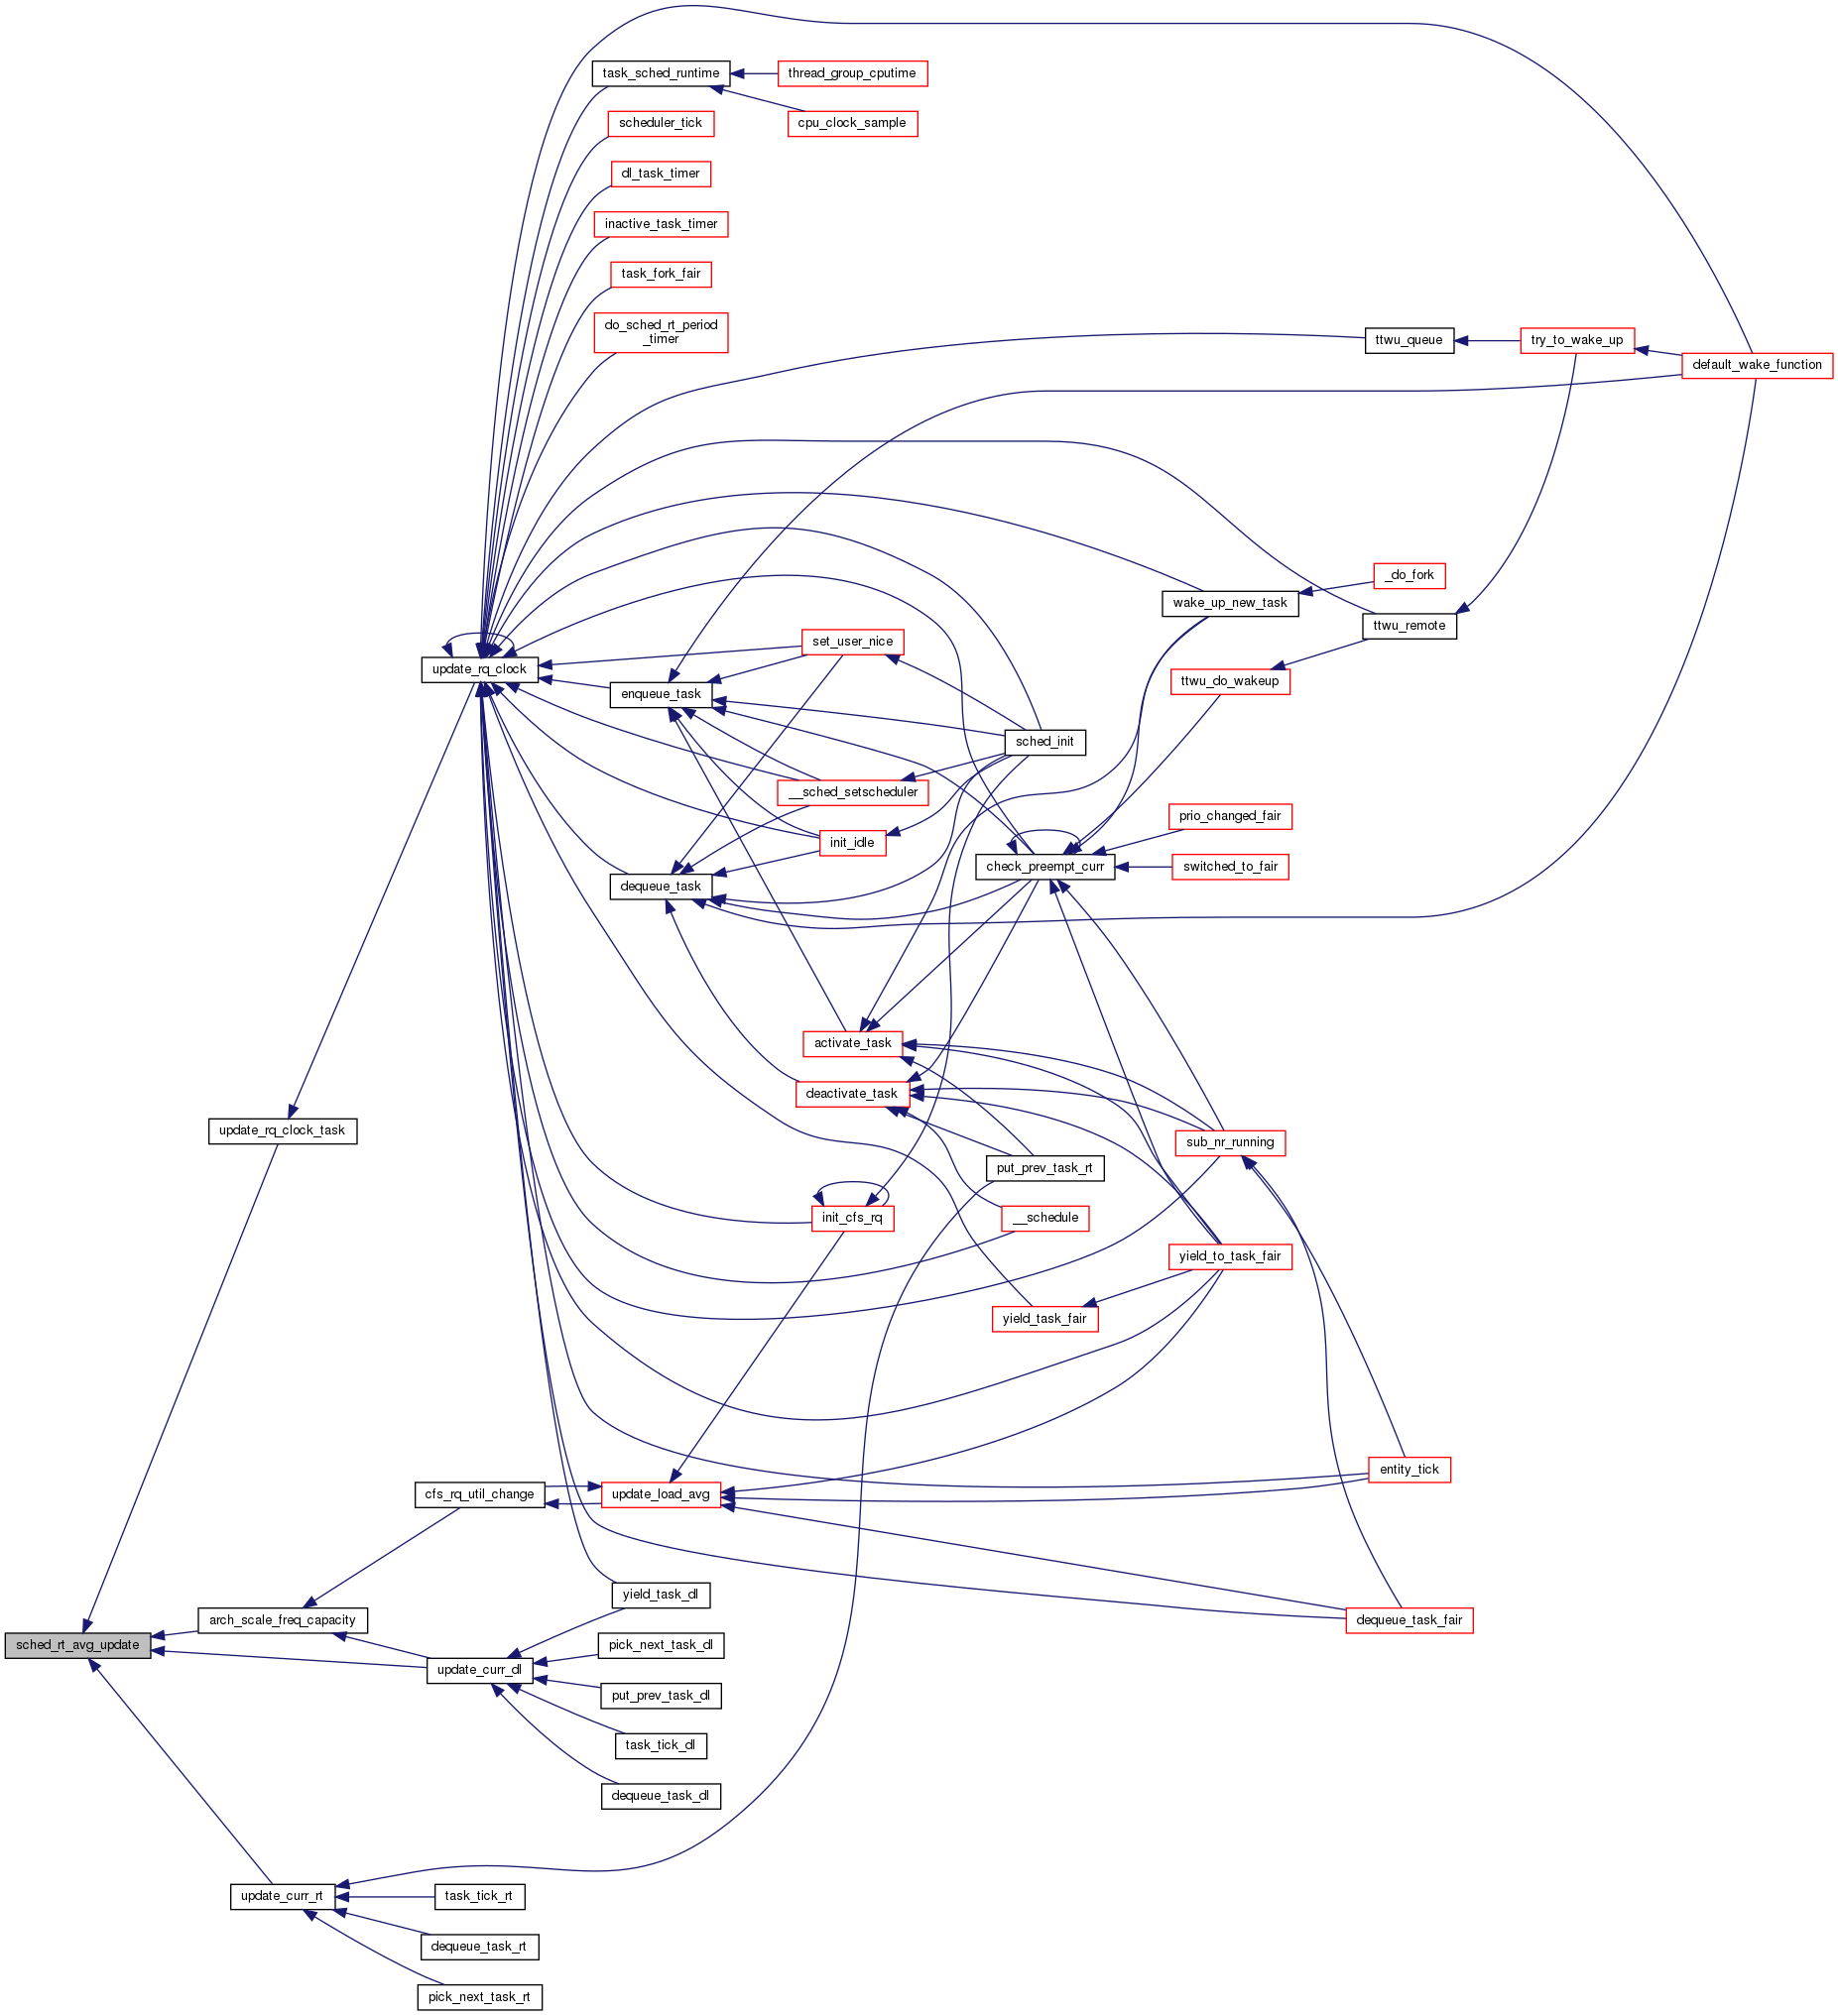 task_sched_runtime
thread_group_cputime
scheduler_tick
cpu_clock_sample
dl_task_timer
inactive_task_timer
task_fork_fair
do_sched_rt_period
_timer
ttwu_queue
try_to_wake_up
default_wake_function
_do_fork
wake_up_new_task
ttwu_remote
set_user_nice
update_rq_clock
enqueue_task
ttwu_do_wakeup
sched_init
__sched_setscheduler
prio_changed_fair
init_idle
check_preempt_curr
switched_to_fair
dequeue_task
activate_task
deactivate_task
update_rq_clock_task
sub_nr_running
put_prev_task_rt
init_cfs_rq
__schedule
yield_to_task_fair
yield_task_fair
entity_tick
cfs_rq_util_change
update_load_avg
yield_task_dl
arch_scale_freq_capacity
dequeue_task_fair
sched_rt_avg_update
pick_next_task_dl
update_curr_dl
put_prev_task_dl
task_tick_dl
dequeue_task_dl
update_curr_rt
task_tick_rt
dequeue_task_rt
pick_next_task_rt